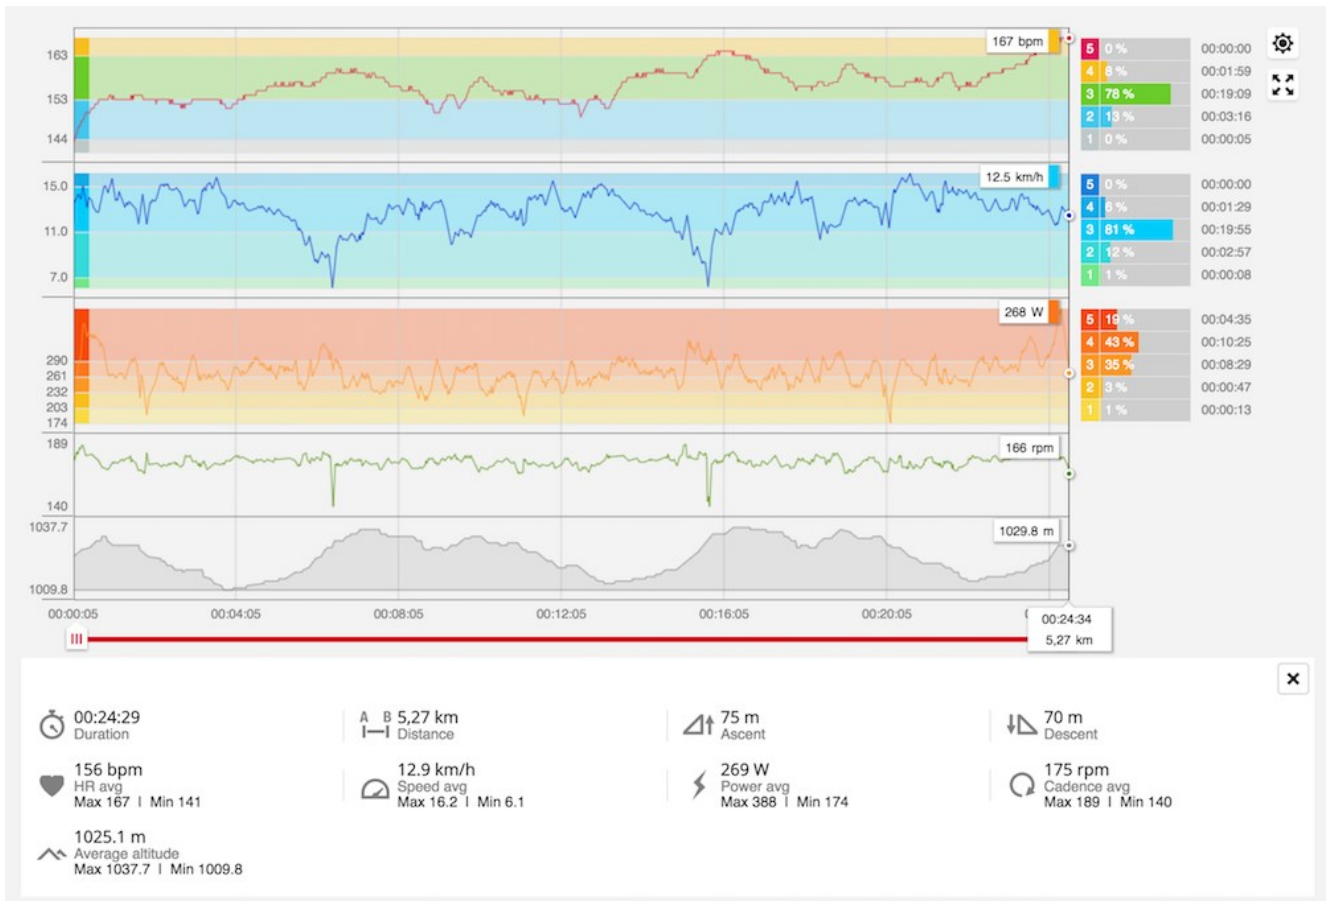 163
153
144
167 bpm
5 0 % 00:00:00
4 8 % 00:01:59
3 78 % 00:19:09
2 13 % 00:03:16
1 0 % 00:00:05
15.0
11.0
7.0
12.5 km/h
5 0 % 00:00:00
4 6 % 00:01:29
3 81 % 00:19:55
2 12 % 00:02:57
1 1 % 00:00:08
290
261
232
203
174
268 W
5 19 % 00:04:35
4 43 % 00:10:25
3 35 % 00:08:29
2 3 % 00:00:47
1 1 % 00:00:13
189
140
166 rpm
1037.7
1009.8
1029.8 m
00:00:05 00:04:05 00:08:05 00:12:05 00:16:05 00:20:05
00:24:34
5,27 km
00:24:29
Duration
A B 5,27 km
Distance
75 m
Ascent
70 m
Descent
156 bpm
HR avg
Max 167 | Min 141
12.9 km/h
Speed avg
Max 16.2 | Min 6.1
269 W
Power avg
Max 388 | Min 174
175 rpm
Cadence avg
Max 189 | Min 140
1025.1 m
Average altitude
Max 1037.7 | Min 1009.8